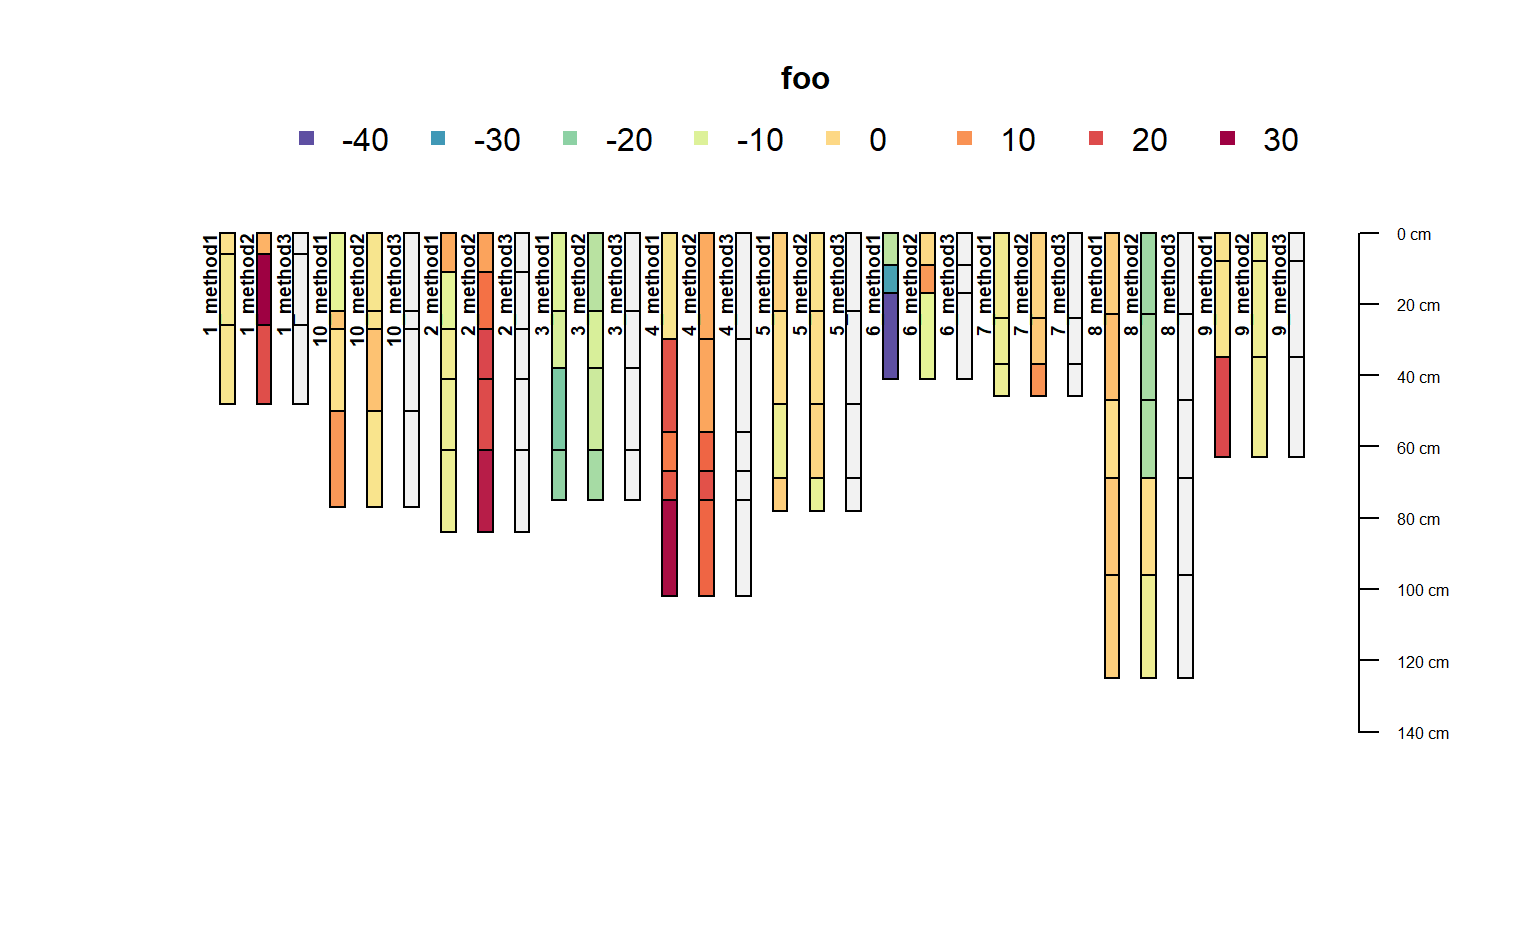 foo
-40 -30 -20 -10 0 10 20 30
1 method1
1 method2
1 method3
10 method1
10 method2
10 method3
2 method1
2 method2
2 method3
3 method1
3 method2
3 method3
4 method1
4 method2
4 method3
5 method1
5 method2
5 method3
6 method1
6 method2
6 method3
7 method1
7 method2
7 method3
8 method1
8 method2
8 method3
9 method1
9 method2
9 method3
0 cm
20 cm
40 cm
60 cm
80 cm
100 cm
120 cm
140 cm